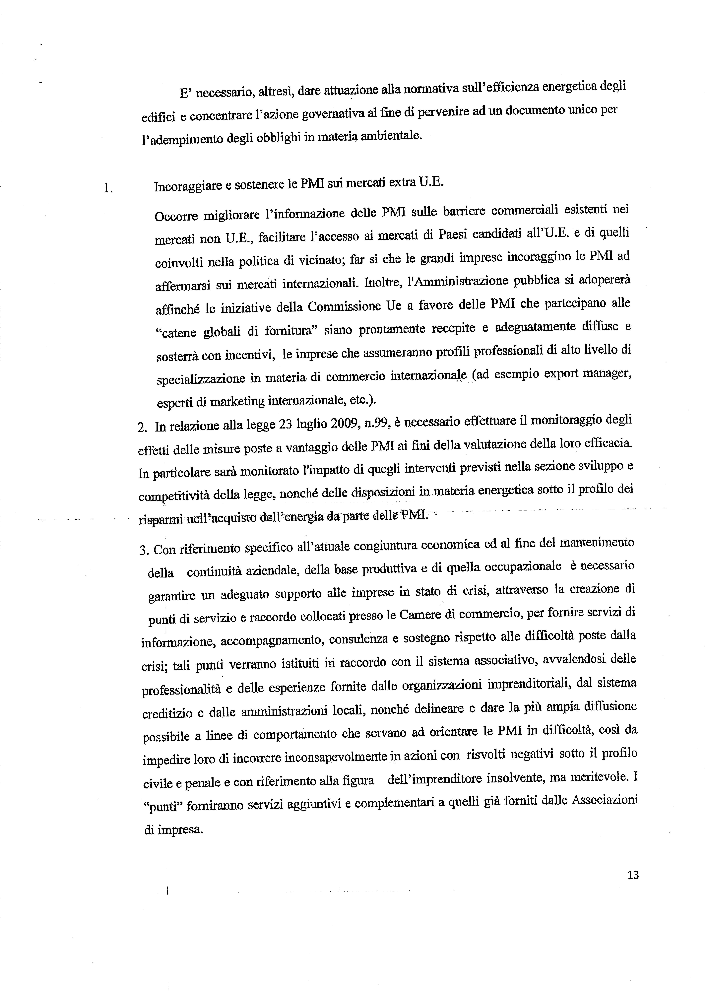 E’ necessario, altresì, dare attuazione alla normativa sull’efficienza energetica degli
edifici e concentrare l’azione governativa al fine di pervenire ad un documento unico per
l’adempimento degli obblighi in materia ambientale.
1. Incoraggiare e sostenere le PMI sui mercati extra U.E.
Occorre migliorare l’informazione delle PMI sulle barriere commerciali esistenti nei
mercati non U.E., facilitare l’accesso ai mercati di Paesi candidati all’U.E. e di quelli
coinvolti nella politica di vicinato; far sì che le grandi imprese incoraggino le PMI ad
affermarsi sui mercati internazionali. Inoltre, l'Amministrazione pubblica si adopererà
affinché le iniziative della Commissione Ue a favore delle PMI che partecipano alle
“catene globali di fornitura” siano prontamente recepite e adeguatamente diffuse e
sosterrà con incentivi, le imprese che assumeranno profili professionali di alto livello di
specializzazione in materia di commercio internazionale (ad esempio export manager,
esperti di marketing internazionale, etc.).
2. In relazione alla legge 23 luglio 2009, n.99, è necessario effettuare il monitoraggio degli
effetti delle misure poste a vantaggio delle PMI ai fini della valutazione della loro efficacia.
In particolare sarà monitorato l'impatto di quegli interventi previsti nella sezione sviluppo e
competitività della legge, nonché delle disposizioni in materia energetica sotto il profilo dei
risparmi nell’acquisto dell’energia da parte delle PMI.
3. Con riferimento specifico all’attuale congiuntura economica ed al fine del mantenimento
della continuità aziendale, della base produttiva e di quella occupazionale è necessario
garantire un adeguato supporto alle imprese in stato di crisi, attraverso la creazione di
punti di servizio e raccordo collocati presso le Camere di commercio, per fornire servizi di
informazione, accompagnamento, consulenza e sostegno rispetto alle difficoltà poste dalla
crisi; tali punti verranno istituiti in raccordo con il sistema associativo, avvalendosi delle
professionalità e delle esperienze fornite dalle organizzazioni imprenditoriali, dal sistema
creditizio e dalle amministrazioni locali, nonché delineare e dare la più ampia diffusione
possibile a linee di comportamento che servano ad orientare le PMI in difficoltà, così da
impedire loro di incorrere inconsapevolmente in azioni con risvolti negativi sotto il profilo
civile e penale e con riferimento alla figura dell’imprenditore insolvente, ma meritevole. I
“punti” forniranno servizi aggiuntivi e complementari a quelli già forniti dalle Associazioni
di impresa.
13